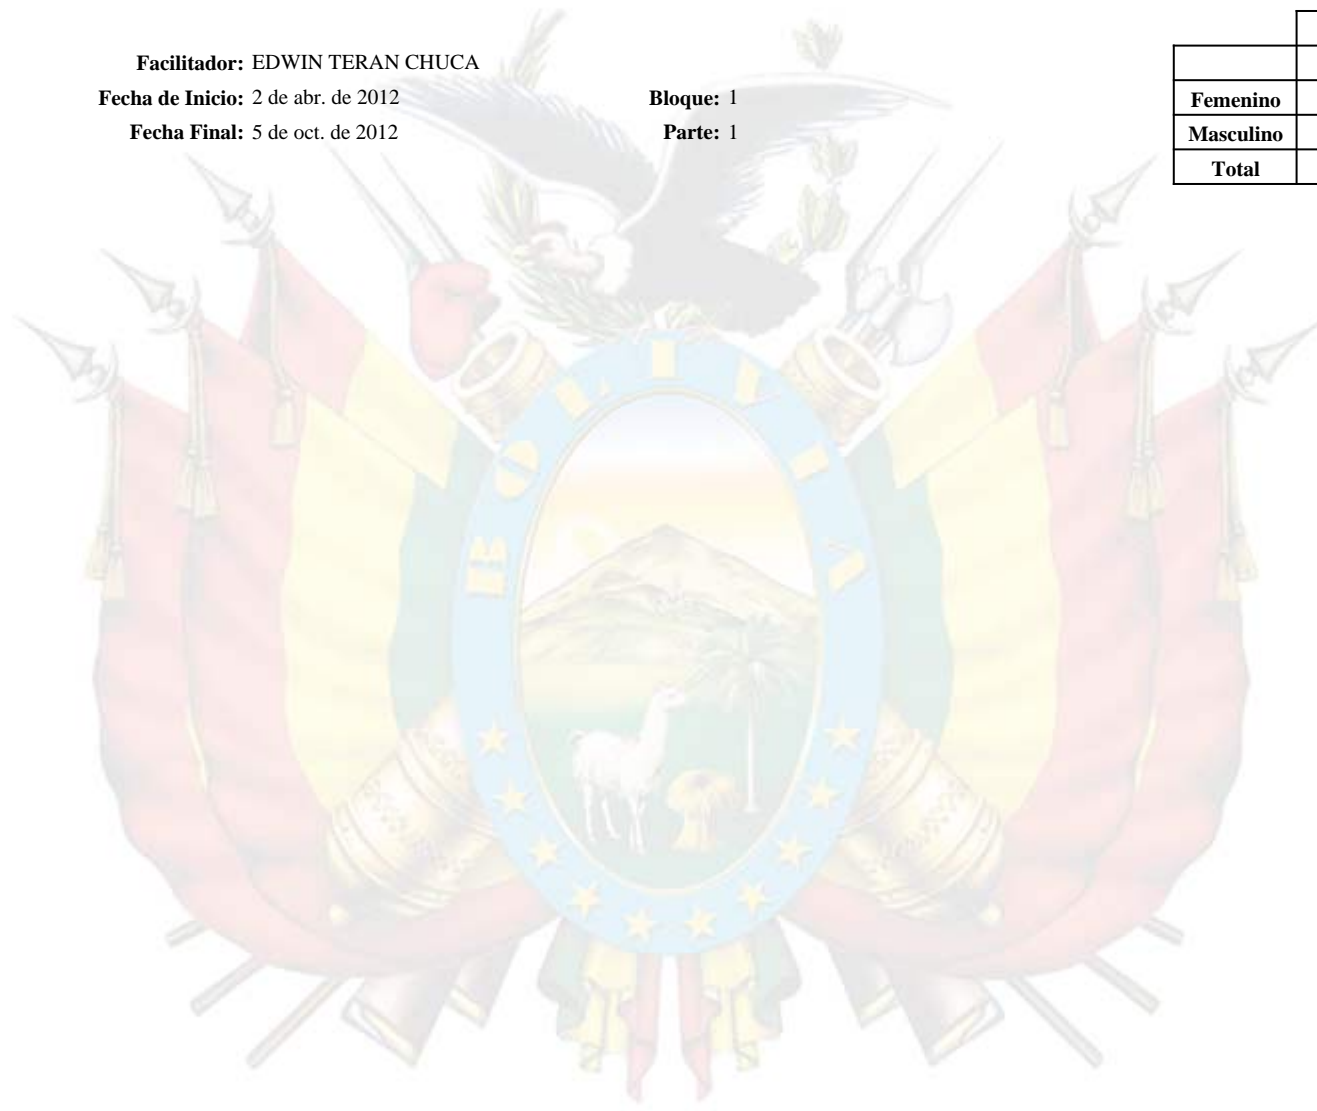 Facilitador: EDWIN TERAN CHUCA
Fecha de Inicio: 2 de abr. de 2012 Bloque: 1
Fecha Final: 5 de oct. de 2012 Parte: 1
Femenino
Masculino
Total
BOLIVIA